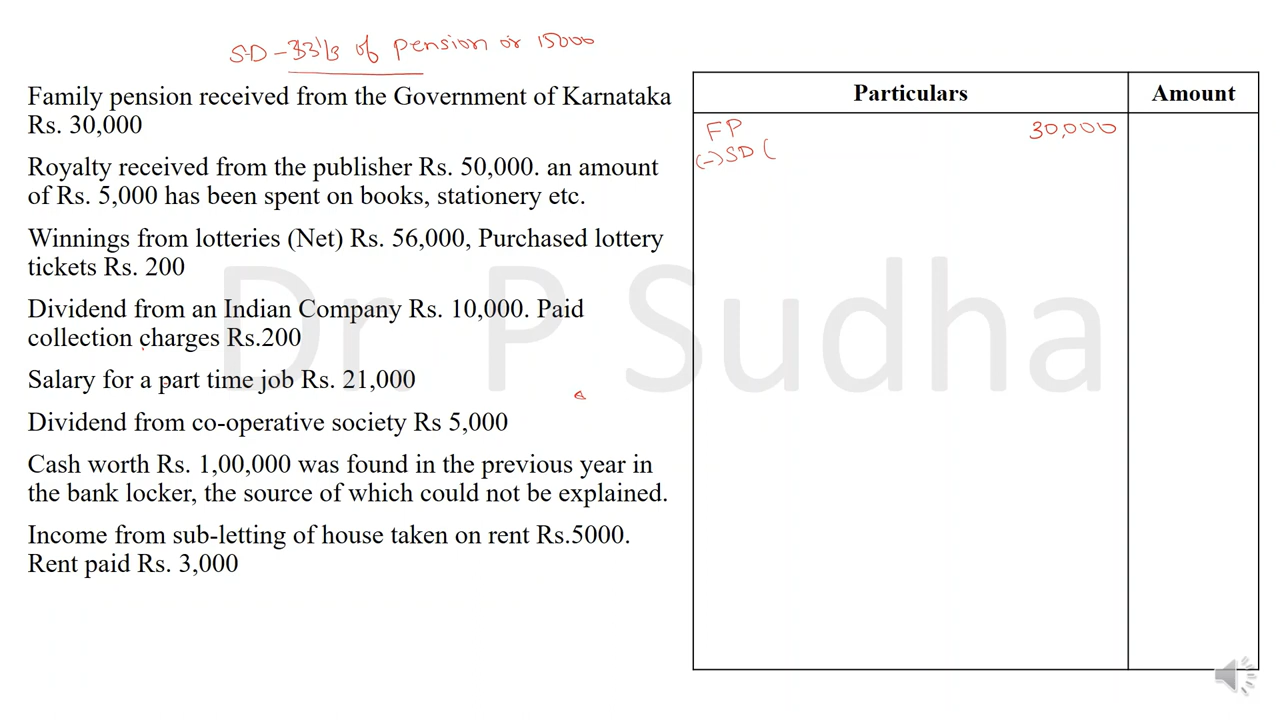 SD - 33 1/3 of pension or 15000
Family pension received from the Government of Karnataka
Rs. 30,000
Royalty received from the publisher Rs. 50,000. an amount
of Rs. 5,000 has been spent on books, stationery etc.
Winnings from lotteries (Net) Rs. 56,000, Purchased lottery
tickets Rs. 200
Dividend from an Indian Company Rs. 10,000. Paid
collection charges Rs.200
Salary for a part time job Rs. 21,000
Dividend from co-operative society Rs 5,000
Cash worth Rs. 1,00,000 was found in the previous year in
the bank locker, the source of which could not be explained.
Income from sub-letting of house taken on rent Rs.5000.
Rent paid Rs. 3,000
Particulars Amount
FP 30,000
(-) SD (
Dr P Sudha